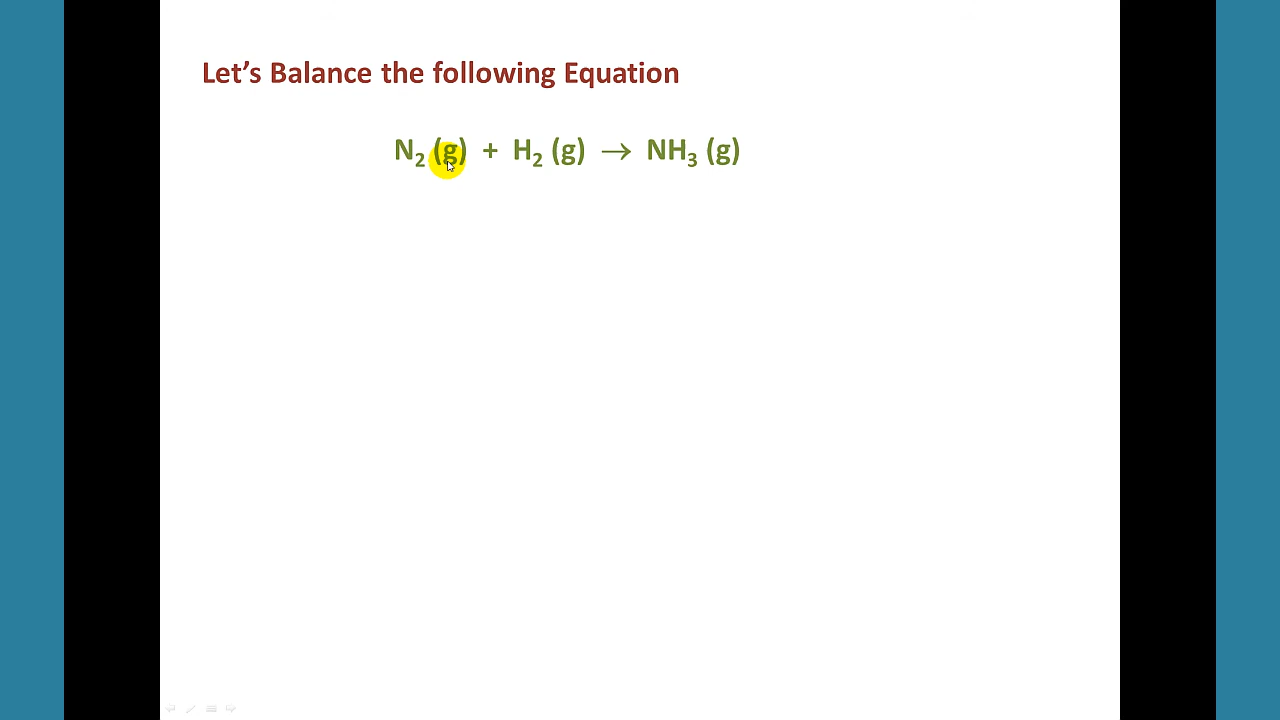 Let's Balance the following Equation
N₂ (g) + H₂ (g) → NH₃ (g)